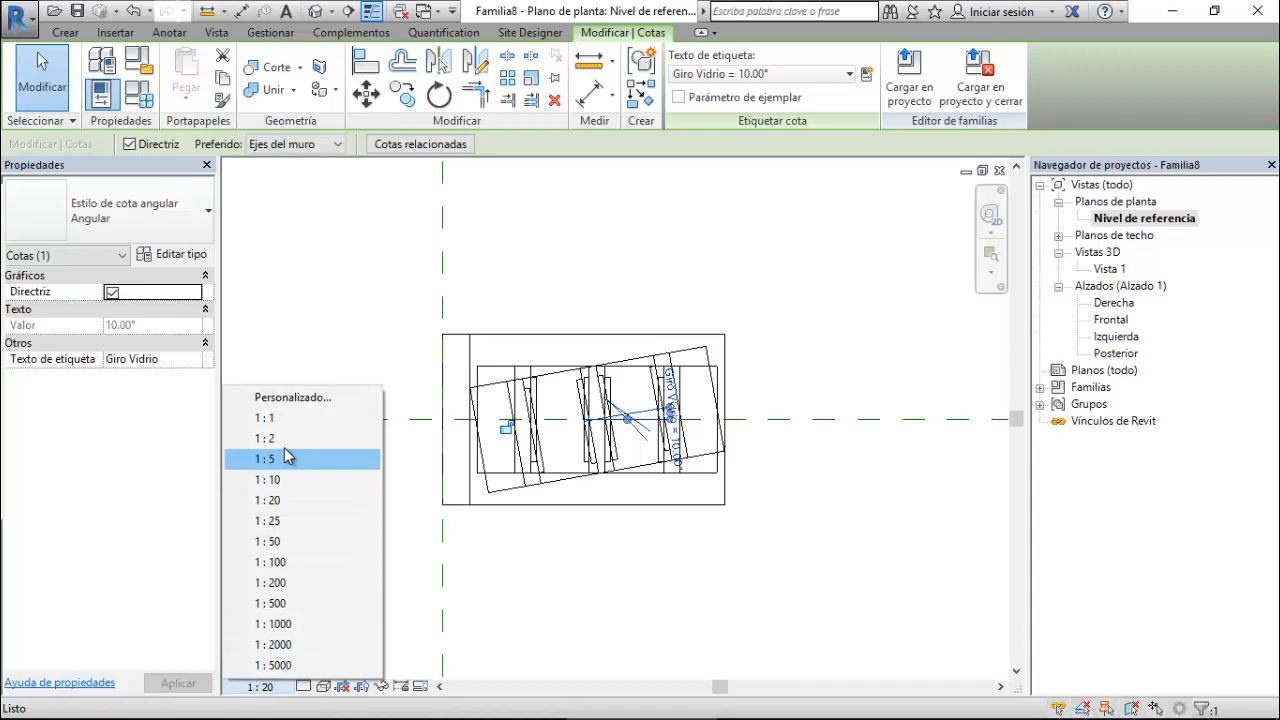 Familia8 - Plano de planta: Nivel de referen...
Escriba palabra clave o frase
Iniciar sesión
Crear
Insertar
Anotar
Vista
Gestionar
Complementos
Quantification
Site Designer
Modificar | Cotas
Modificar
Pegar
Corte
Unir
Texto de etiqueta:
Giro Vidrio = 10.00°
Parámetro de ejemplar
Cargar en
proyecto
Cargar en
proyecto y cerrar
Seleccionar
Propiedades
Portapapeles
Geometría
Modificar
Medir
Crear
Etiquetar cota
Editor de familias
Modificar | Cotas
Directriz
Preferido:
Ejes del muro
Cotas relacionadas
Propiedades
Estilo de cota angular
Angular
Cotas (1)
Editar tipo
Gráficos
Directriz
Texto
Valor
10.00°
Otros
Texto de etiqueta
Giro Vidrio
Personalizado...
1 : 1
1 : 2
1 : 5
1 : 10
1 : 20
1 : 25
1 : 50
1 : 100
1 : 200
1 : 500
1 : 1000
1 : 2000
1 : 5000
Giro Vidrio = 10.00°
Navegador de proyectos - Familia8
Vistas (todo)
Planos de planta
Nivel de referencia
Planos de techo
Vistas 3D
Vista 1
Alzados (Alzado 1)
Derecha
Frontal
Izquierda
Posterior
Planos (todo)
Familias
Grupos
Vínculos de Revit
Ayuda de propiedades
Aplicar
1 : 20
Listo
:1